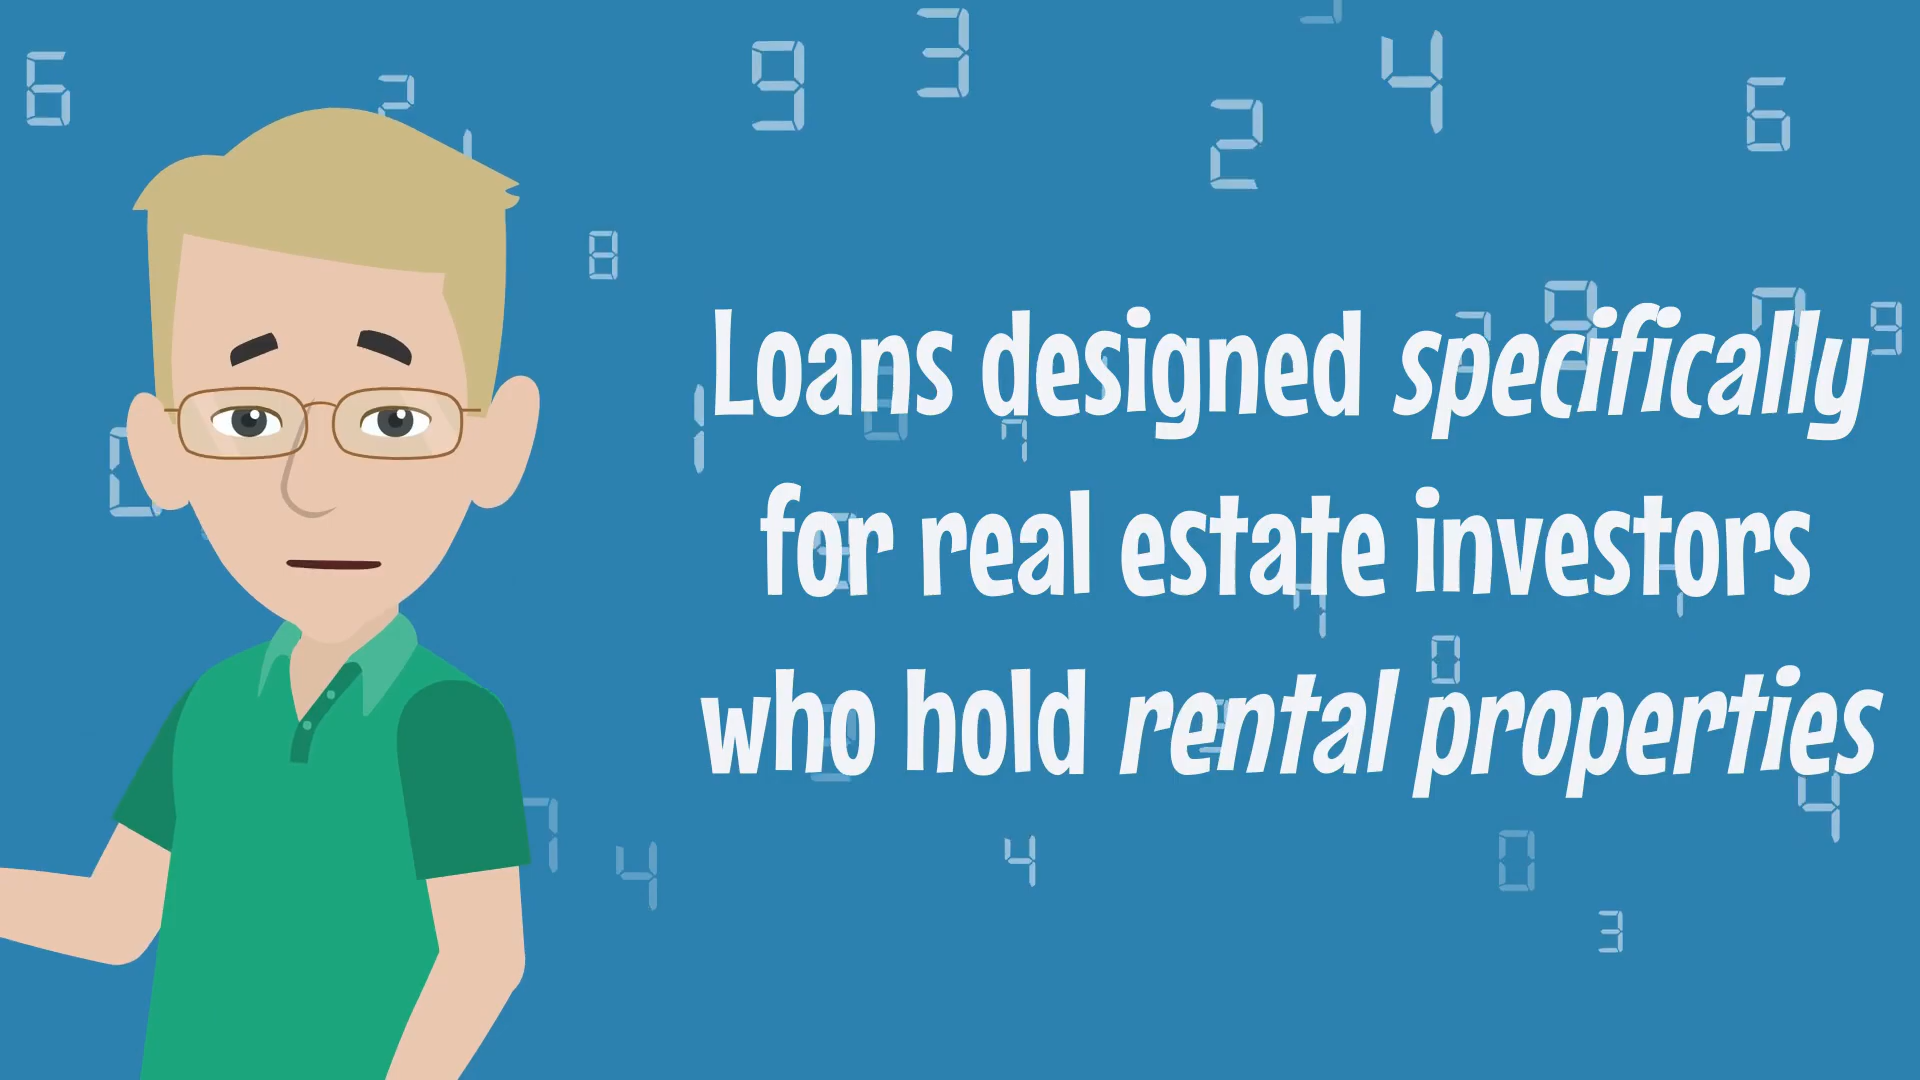 Loans designed specifically
for real estate investors
who hold rental properties